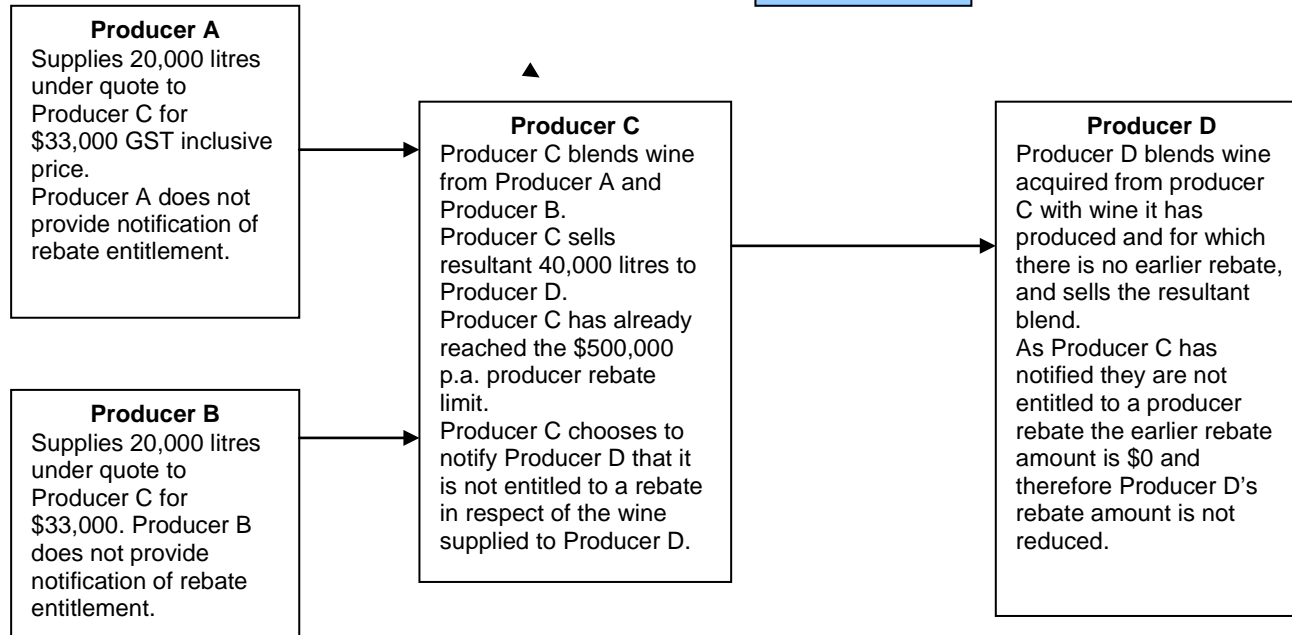 Producer A
Supplies 20,000 litres
under quote to
Producer C for
$33,000 GST inclusive
price.
Producer A does not
provide notification of
rebate entitlement.
Producer B
Supplies 20,000 litres
under quote to
Producer C for
$33,000. Producer B
does not provide
notification of rebate
entitlement.
Producer C
Producer C blends wine
from Producer A and
Producer B.
Producer C sells
resultant 40,000 litres to
Producer D.
Producer C has already
reached the $500,000
p.a. producer rebate
limit.
Producer C chooses to
notify Producer D that it
is not entitled to a rebate
in respect of the wine
supplied to Producer D.
Producer D
Producer D blends wine
acquired from producer
C with wine it has
produced and for which
there is no earlier rebate,
and sells the resultant
blend.
As Producer C has
notified they are not
entitled to a producer
rebate the earlier rebate
amount is $0 and
therefore Producer D's
rebate amount is not
reduced.